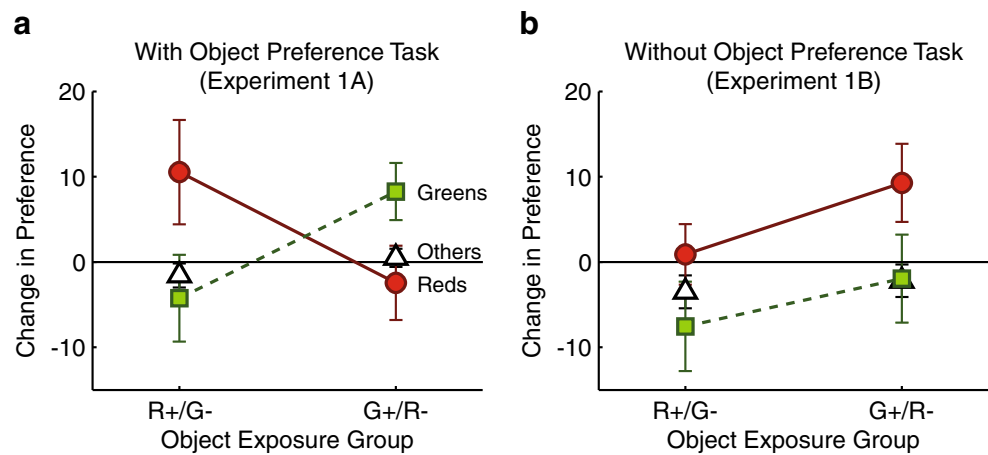 a
With Object Preference Task
(Experiment 1A)
Change in Preference
20
10
0
-10
Greens
Others
Reds
R+/G-
G+/R-
Object Exposure Group
b
Without Object Preference Task
(Experiment 1B)
Change in Preference
20
10
0
-10
R+/G-
G+/R-
Object Exposure Group